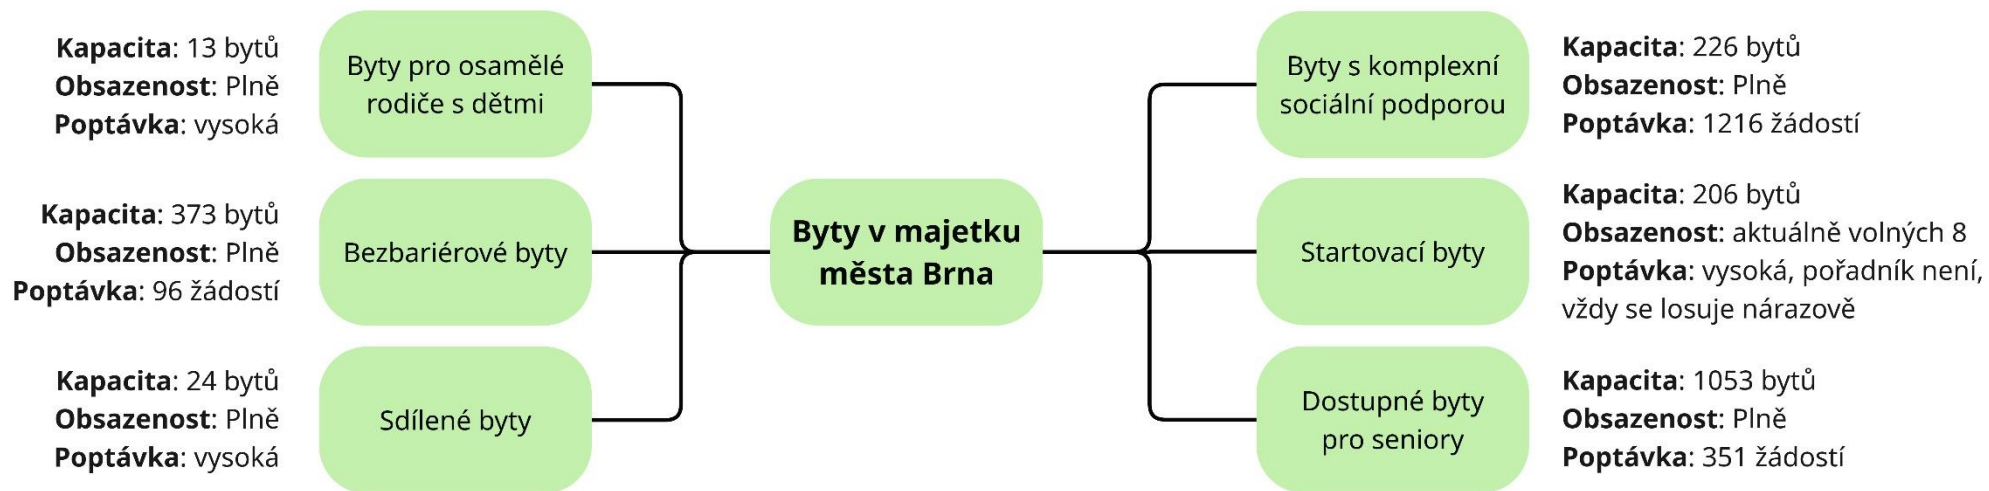 Kapacita: 13 bytů
Obsazenost: Plně
Poptávka: vysoká
Byty pro osamělé
rodiče s dětmi
Kapacita: 373 bytů
Obsazenost: Plně
Poptávka: 96 žádostí
Bezbariérové byty
Kapacita: 24 bytů
Obsazenost: Plně
Poptávka: vysoká
Sdílené byty
Byty v majetku
města Brna
Byty s komplexní
sociální podporou
Kapacita: 226 bytů
Obsazenost: Plně
Poptávka: 1216 žádostí
Startovací byty
Kapacita: 206 bytů
Obsazenost: aktuálně volných 8
Poptávka: vysoká, pořadník není,
vždy se losuje nárazově
Dostupné byty
pro seniory
Kapacita: 1053 bytů
Obsazenost: Plně
Poptávka: 351 žádostí